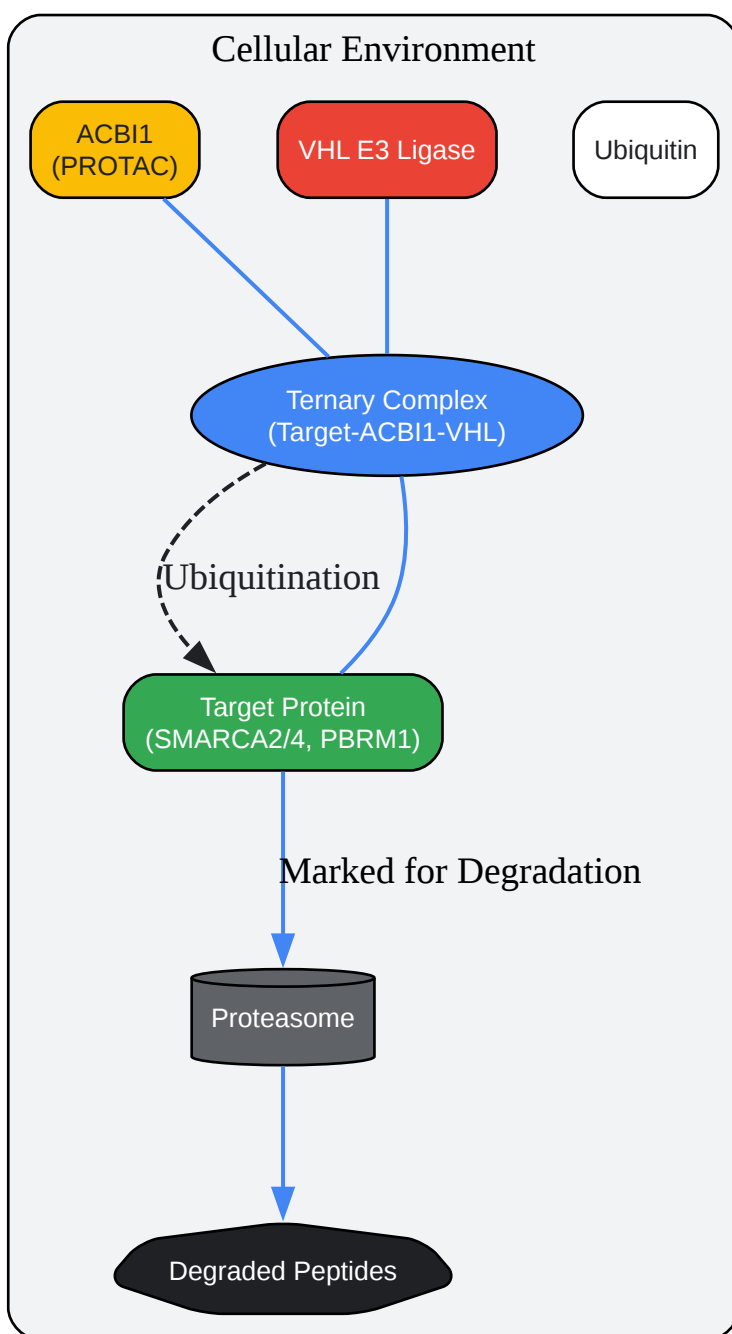 Cellular Environment
ACBI1
(PROTAC)
VHL E3 Ligase
Ubiquitin
Ternary Complex
(Target-ACBI1-VHL)
Ubiquitination
Target Protein
(SMARCA2/4, PBRM1)
Marked for Degradation
Proteasome
Degraded Peptides